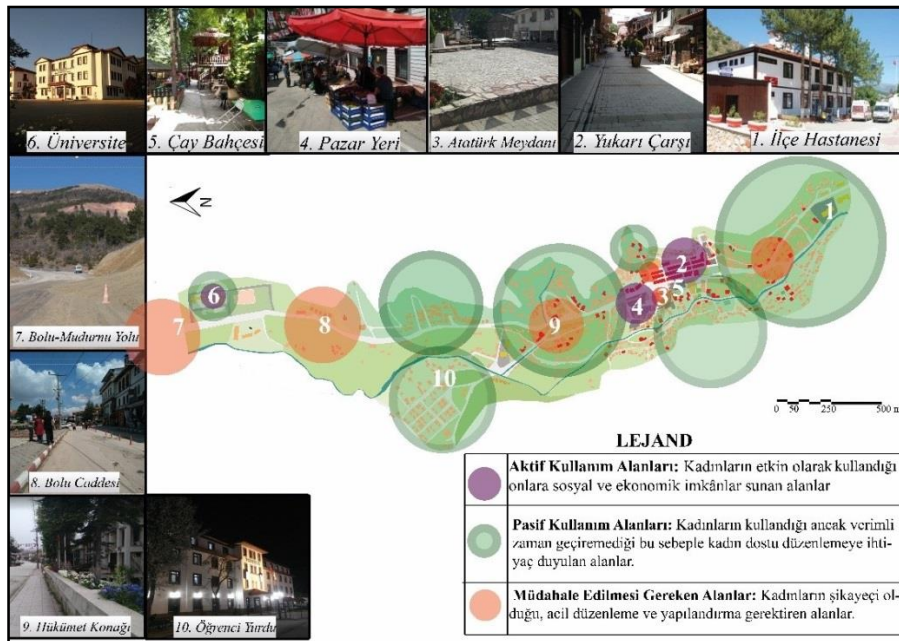 6. Üniversite
5. Çay Bahçesi
4. Pazar Yeri
3. Atatürk Meydanı
2. Yukarı Çarşı
1. İlçe Hastanesi
7. Bolu-Mudurnu Yolu
8. Bolu Caddesi
9. Hükümet Konağı
10. Öğrenci Yurdu
N
1
2
3
5
4
6
7
8
9
10
0 50 250 500 m
LEJAND
Aktif Kullanım Alanları: Kadınların etkin olarak kullandığı
onlara sosyal ve ekonomik imkânlar sunan alanlar
Pasif Kullanım Alanları: Kadınların kullandığı ancak verimli
zaman geçiremediği bu sebeple kadın dostu düzenlemeye ihti-
yaç duyulan alanlar.
Müdahale Edilmesi Gereken Alanlar: Kadınların şikayeçi ol-
duğu, acil düzenleme ve yapılandırma gerektiren alanlar.